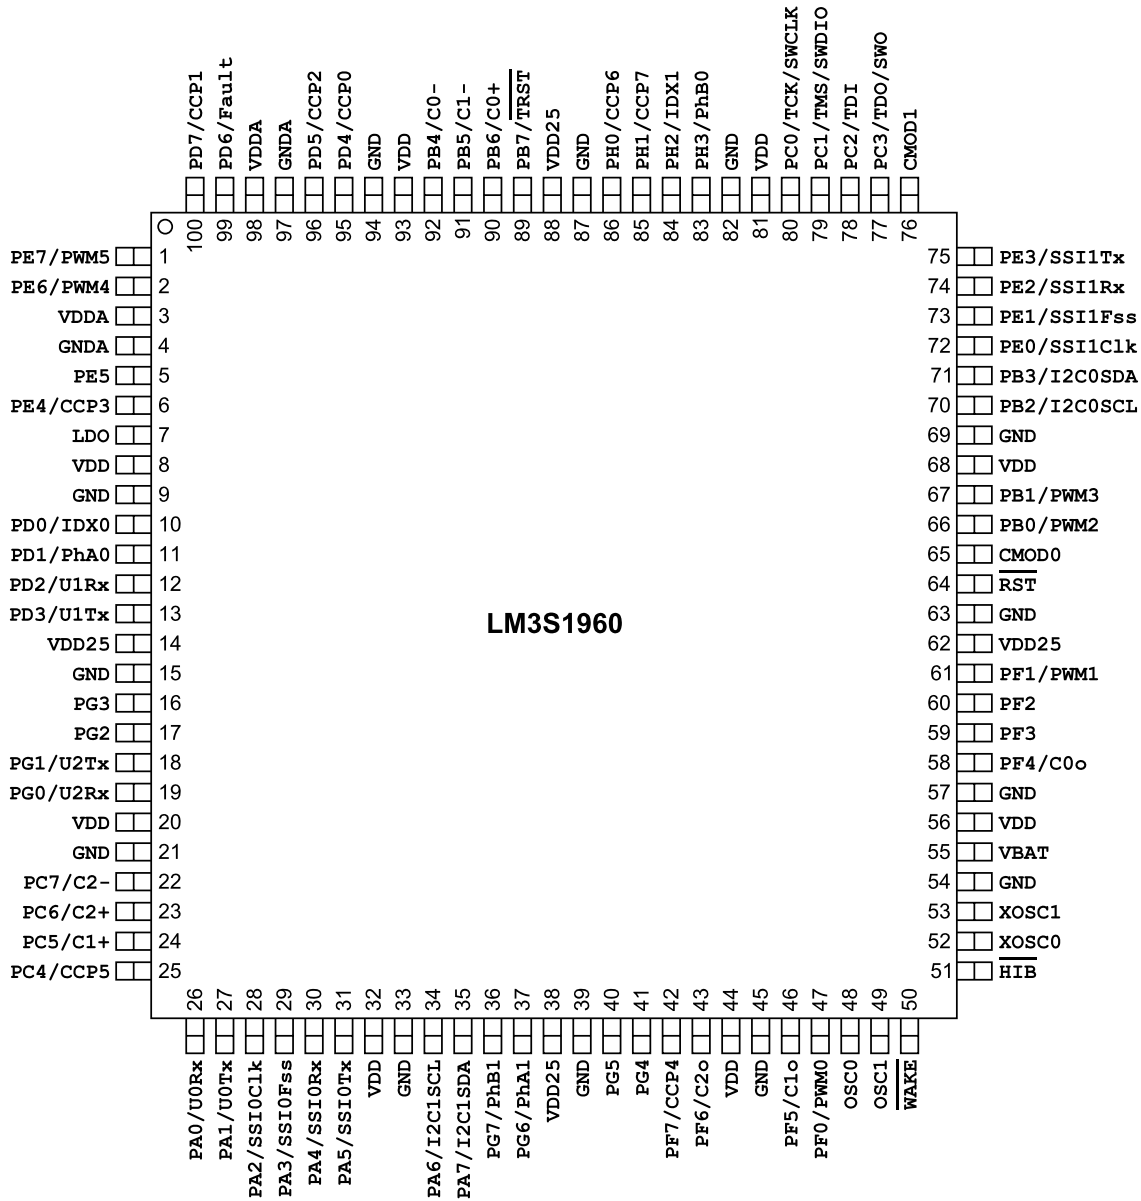 PD7/CCP1
PD6/Fault
VDDA
GNDA
PD5/CCP2
PD4/CCP0
GND
VDD
PB4/C0-
PB5/C1-
PB6/C0+
PB7/TRST
VDD25
GND
PH0/CCP6
PH1/CCP7
PH2/IDX1
PH3/PhB0
GND
VDD
PC0/TCK/SWCLK
PC1/TMS/SWDIO
PC2/TDI
PC3/TDO/SWO
CMOD1
100
99
98
97
96
95
94
93
92
91
90
89
88
87
86
85
84
83
82
81
80
79
78
77
76
PE7/PWM5 1
PE6/PWM4 2
VDDA 3
GNDA 4
PE5 5
PE4/CCP3 6
LDO 7
VDD 8
GND 9
PD0/IDX0 10
PD1/PhA0 11
PD2/U1Rx 12
PD3/U1Tx 13
VDD25 14
GND 15
PG3 16
PG2 17
PG1/U2Tx 18
PG0/U2Rx 19
VDD 20
GND 21
PC7/C2- 22
PC6/C2+ 23
PC5/C1+ 24
PC4/CCP5 25
LM3S1960
75 PE3/SSI1Tx
74 PE2/SSI1Rx
73 PE1/SSI1Fss
72 PE0/SSI1Clk
71 PB3/I2C0SDA
70 PB2/I2C0SCL
69 GND
68 VDD
67 PB1/PWM3
66 PB0/PWM2
65 CMOD0
64 RST
63 GND
62 VDD25
61 PF1/PWM1
60 PF2
59 PF3
58 PF4/C0o
57 GND
56 VDD
55 VBAT
54 GND
53 XOSC1
52 XOSC0
51 HIB
26
27
28
29
30
31
32
33
34
35
36
37
38
39
40
41
42
43
44
45
46
47
48
49
50
PA0/U0Rx
PA1/U0Tx
PA2/SSI0Clk
PA3/SSI0Fss
PA4/SSI0Rx
PA5/SSI0Tx
VDD
GND
PA6/I2C1SCL
PA7/I2C1SDA
PG7/PhB1
PG6/PhA1
VDD25
GND
PG5
PG4
PF7/CCP4
PF6/C2o
VDD
GND
PF5/C1o
PF0/PWM0
OSC0
OSC1
WAKE